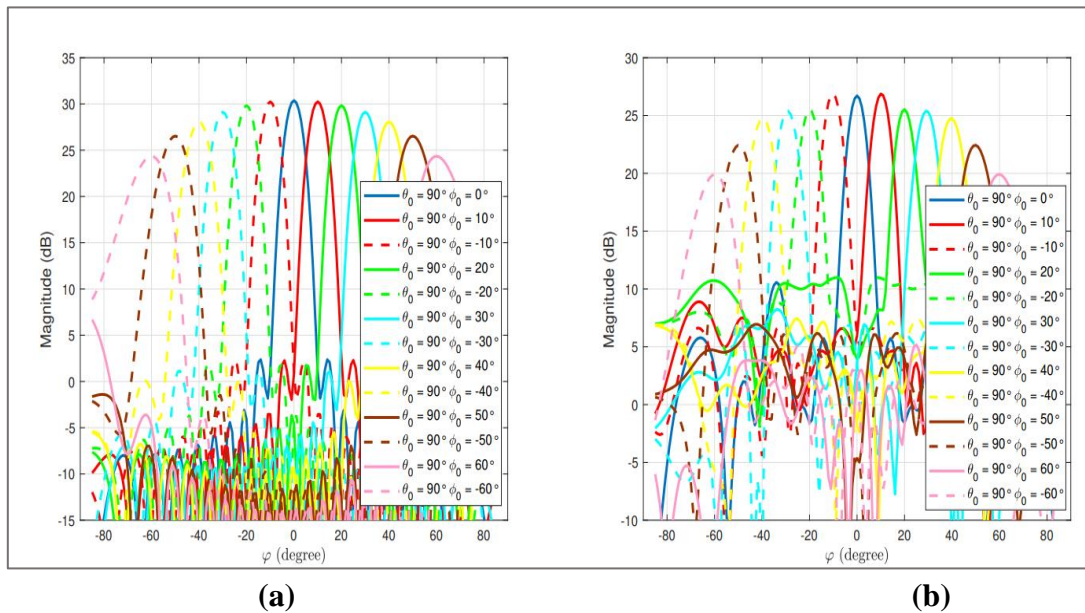 35
30
25
20
15
10
5
0
-5
-10
-15
Magnitude (dB)
-80 -60 -40 -20 0 20 40 60 80
φ (degree)
θ₀ = 90° ϕ₀ = 0°
θ₀ = 90° ϕ₀ = 10°
θ₀ = 90° ϕ₀ = -10°
θ₀ = 90° ϕ₀ = 20°
θ₀ = 90° ϕ₀ = -20°
θ₀ = 90° ϕ₀ = 30°
θ₀ = 90° ϕ₀ = -30°
θ₀ = 90° ϕ₀ = 40°
θ₀ = 90° ϕ₀ = -40°
θ₀ = 90° ϕ₀ = 50°
θ₀ = 90° ϕ₀ = -50°
θ₀ = 90° ϕ₀ = 60°
θ₀ = 90° ϕ₀ = -60°
(a)
30
25
20
15
10
5
0
-5
-10
Magnitude (dB)
-80 -60 -40 -20 0 20 40 60 80
φ (degree)
θ₀ = 90° ϕ₀ = 0°
θ₀ = 90° ϕ₀ = 10°
θ₀ = 90° ϕ₀ = -10°
θ₀ = 90° ϕ₀ = 20°
θ₀ = 90° ϕ₀ = -20°
θ₀ = 90° ϕ₀ = 30°
θ₀ = 90° ϕ₀ = -30°
θ₀ = 90° ϕ₀ = 40°
θ₀ = 90° ϕ₀ = -40°
θ₀ = 90° ϕ₀ = 50°
θ₀ = 90° ϕ₀ = -50°
θ₀ = 90° ϕ₀ = 60°
θ₀ = 90° ϕ₀ = -60°
(b)